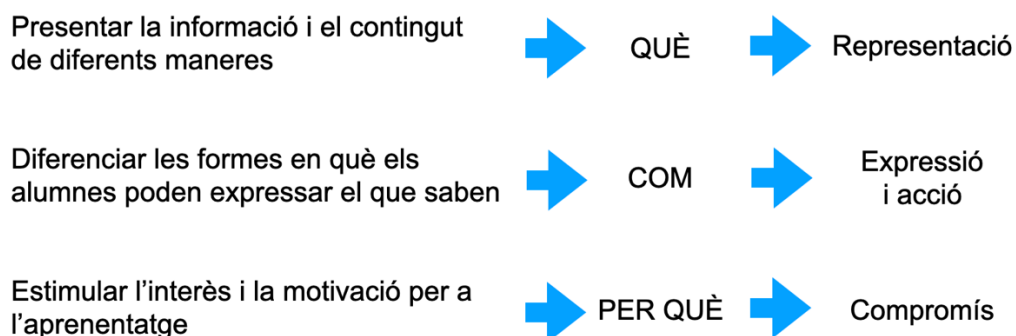 Presentar la informació i el contingut
de diferents maneres
QUÈ
Representació
Diferenciar les formes en què els
alumnes poden expressar el que saben
COM
Expressió
i acció
Estimular l’interès i la motivació per a
l’aprenentatge
PER QUÈ
Compromís